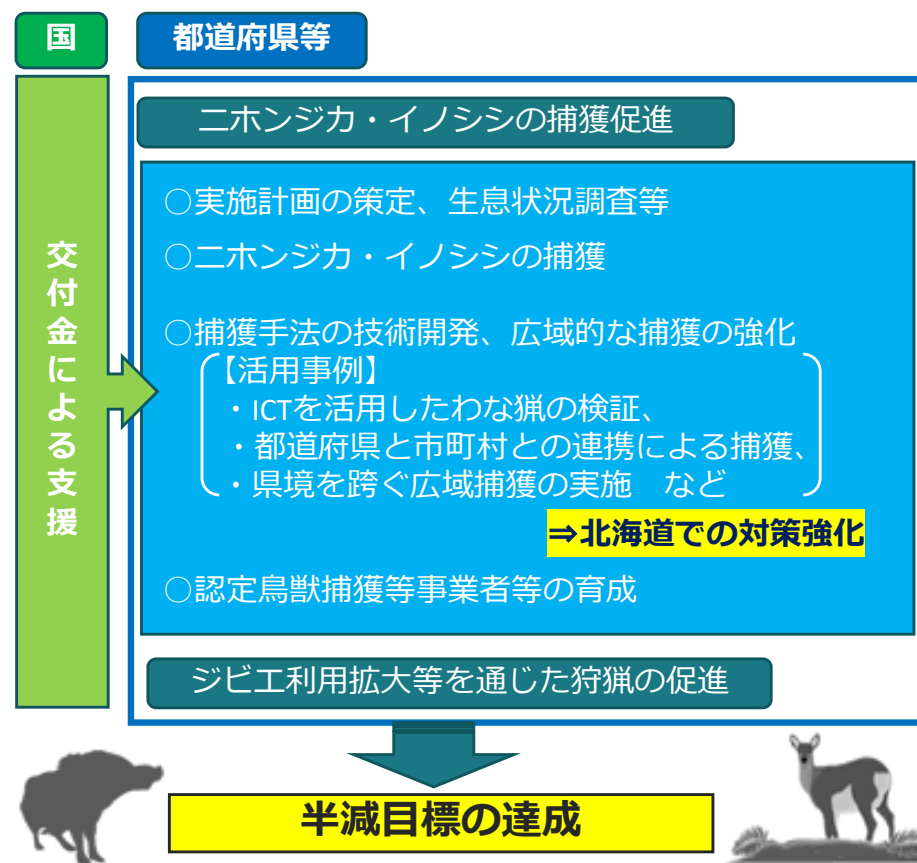 国
都道府県等
交付金による支援
ニホンジカ・イノシシの捕獲促進
○実施計画の策定、生息状況調査等
○ニホンジカ・イノシシの捕獲
○捕獲手法の技術開発、広域的な捕獲の強化
【活用事例】
・ICTを活用したわな猟の検証、
・都道府県と市町村との連携による捕獲、
・県境を跨ぐ広域捕獲の実施　など
⇒北海道での対策強化
○認定鳥獣捕獲等事業者等の育成
ジビエ利用拡大等を通じた狩猟の促進
半減目標の達成